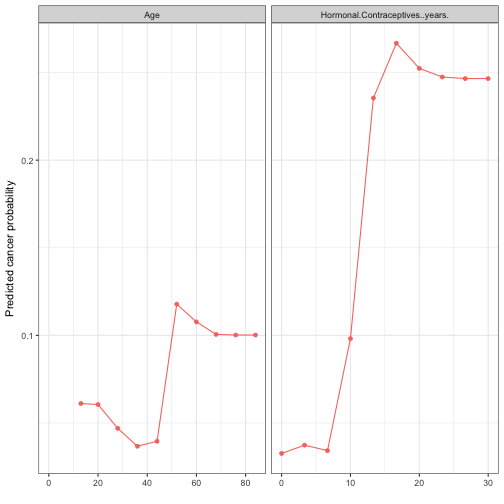 Age
Hormonal.Contraceptives..years.
Predicted cancer probability
0.2
0.1
0 20 40 60 80
0 10 20 30